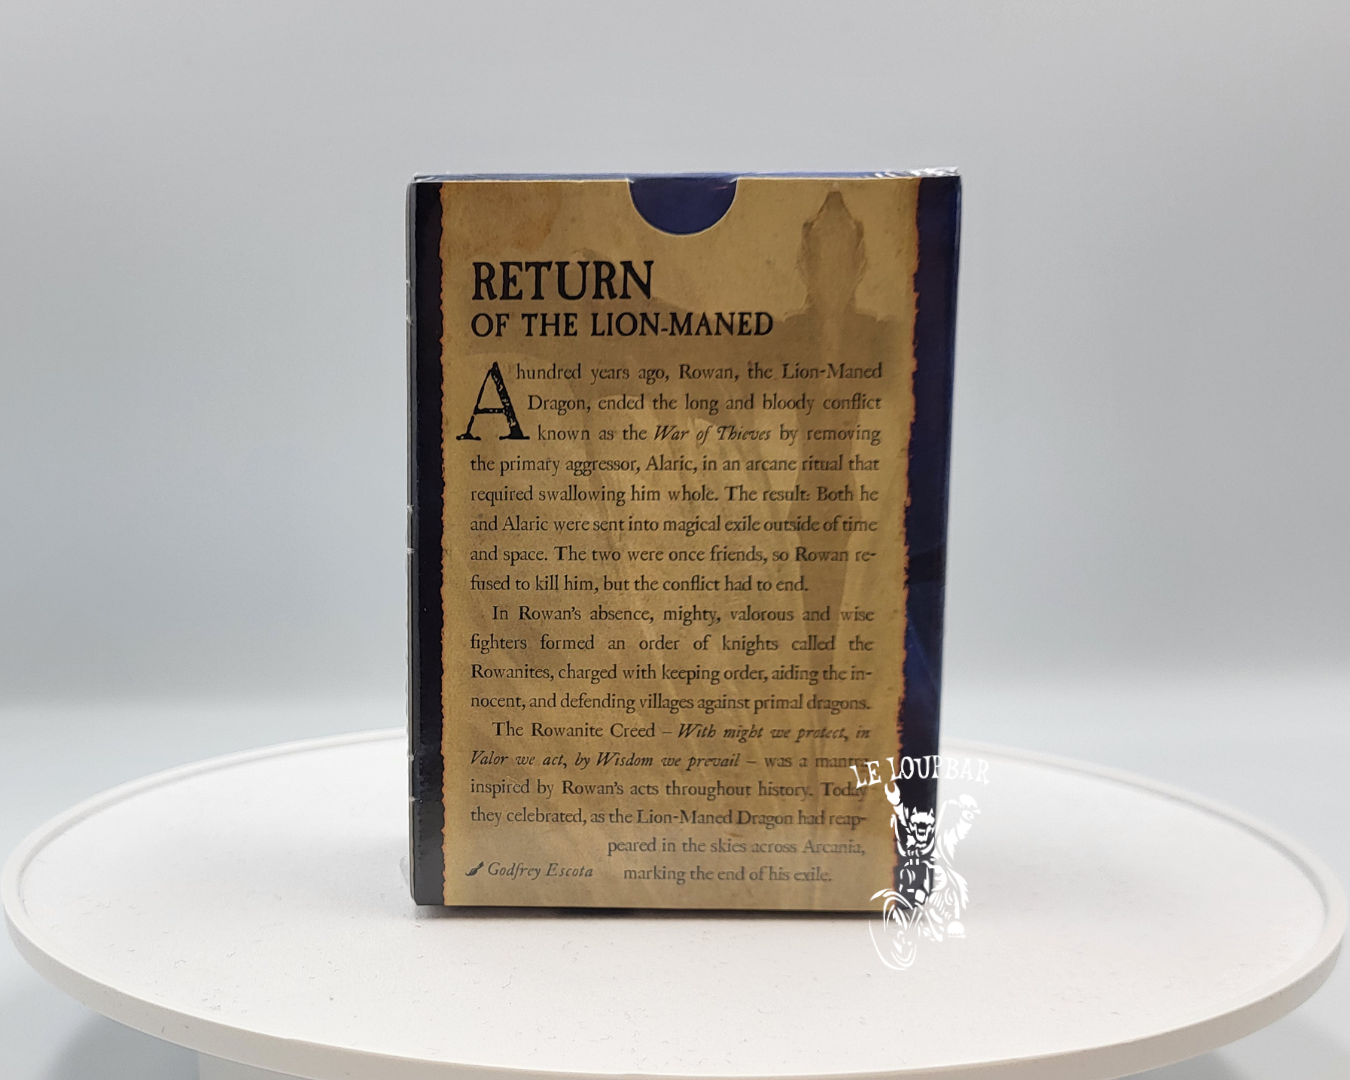 RETURN
OF THE LION-MANED
A hundred years ago, Rowan, the Lion-Maned
Dragon, ended the long and bloody conflict
known as the War of Thieves by removing
the primary aggressor, Alaric, in an arcane ritual that
required swallowing him whole. The result: Both he
and Alaric were sent into magical exile outside of time
and space. The two were once friends, so Rowan re-
fused to kill him, but the conflict had to end.
In Rowan's absence, mighty, valorous and wise
fighters formed an order of knights called the
Rowanites, charged with keeping order, aiding the in-
nocent, and defending villages against primal dragons.
The Rowanite Creed – With might we protect, in
Valor we act, by Wisdom we prevail – was a mantra
inspired by Rowan's acts throughout history. Today
they celebrated, as the Lion-Maned Dragon had reap-
peared in the skies across Arcania,
marking the end of his exile.
Godfrey Escota
LE LOUPBAR